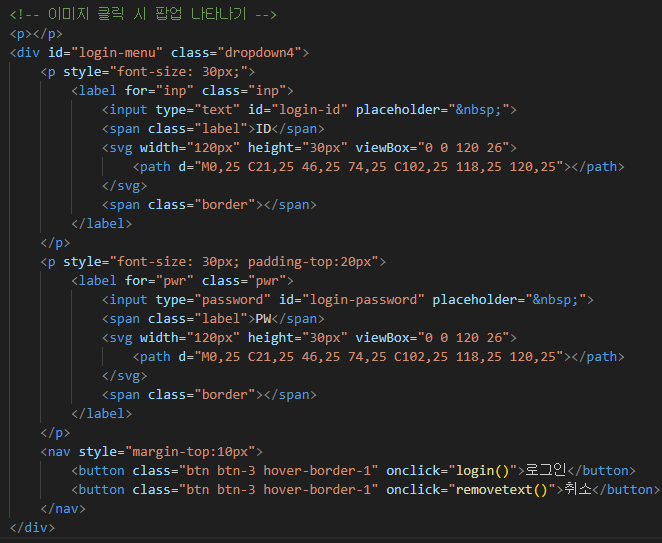 <!-- 이미지 클릭 시 팝업 나타나기 -->
<p></p>
<div id="login-menu" class="dropdown4">
<p style="font-size: 30px;">
<label for="inp" class="inp">
<input type="text" id="login-id" placeholder="&nbsp;">
<span class="label">ID</span>
<svg width="120px" height="30px" viewBox="0 0 120 26">
<path d="M0,25 C21,25 46,25 74,25 C102,25 118,25 120,25"></path>
</svg>
<span class="border"></span>
</label>
</p>
<p style="font-size: 30px; padding-top:20px">
<label for="pwr" class="pwr">
<input type="password" id="login-password" placeholder="&nbsp;">
<span class="label">PW</span>
<svg width="120px" height="30px" viewBox="0 0 120 26">
<path d="M0,25 C21,25 46,25 74,25 C102,25 118,25 120,25"></path>
</svg>
<span class="border"></span>
</label>
</p>
<nav style="margin-top:10px">
<button class="btn btn-3 hover-border-1" onclick="login()">로그인</button>
<button class="btn btn-3 hover-border-1" onclick="removetext()">취소</button>
</nav>
</div>